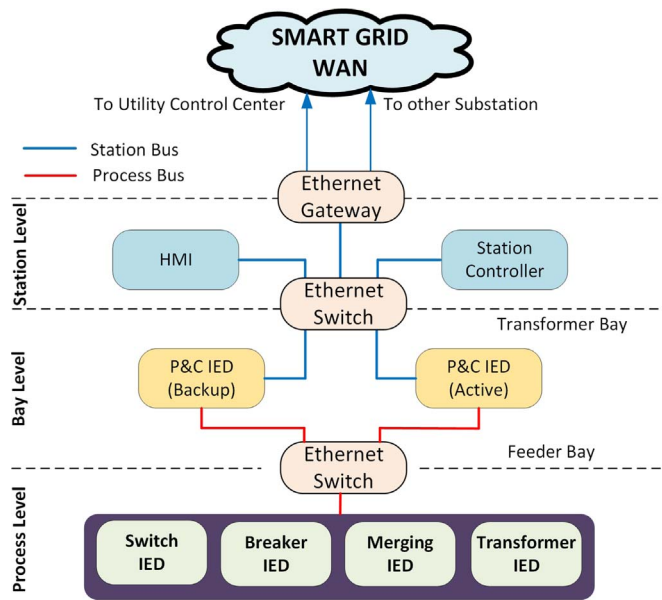 SMART GRID
WAN
To Utility Control Center
To other Substation
Station Bus
Process Bus
Ethernet
Gateway
Station Level
HMI
Station
Controller
Ethernet
Switch
Transformer Bay
Bay Level
P&C IED
(Backup)
P&C IED
(Active)
Feeder Bay
Ethernet
Switch
Process Level
Switch
IED
Breaker
IED
Merging
IED
Transformer
IED